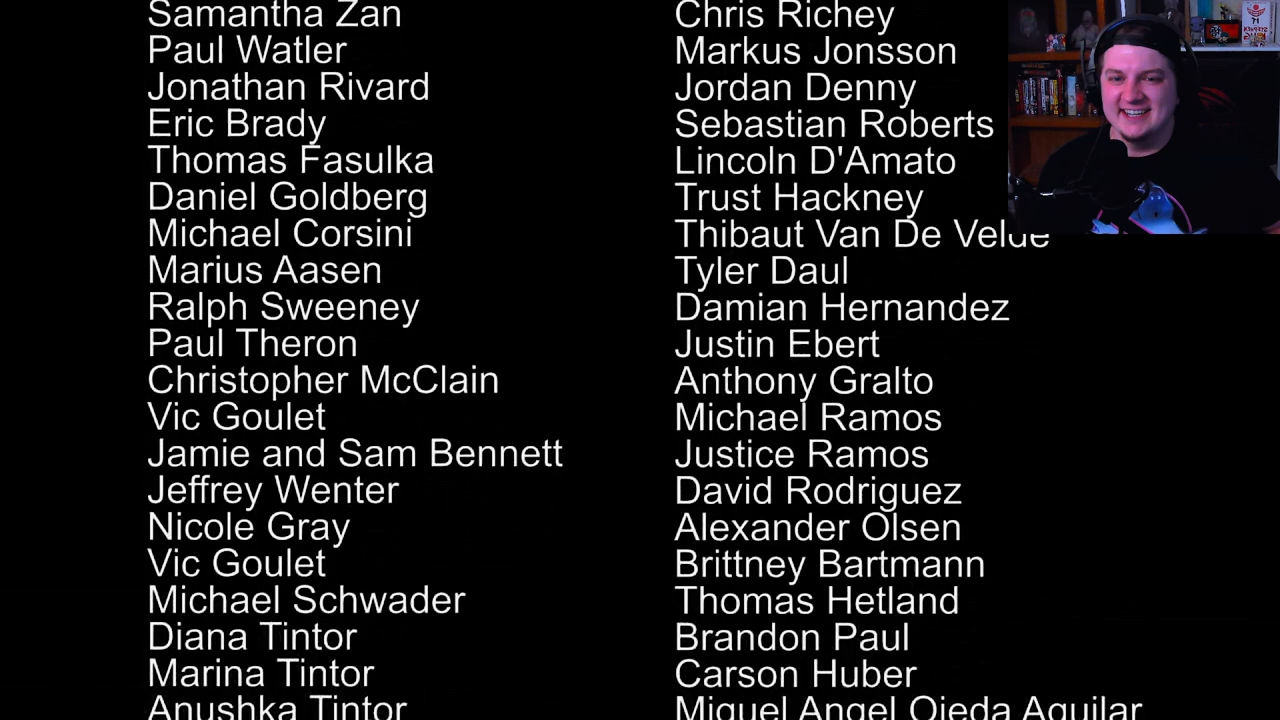 Samantha Zan
Paul Watler
Jonathan Rivard
Eric Brady
Thomas Fasulka
Daniel Goldberg
Michael Corsini
Marius Aasen
Ralph Sweeney
Paul Theron
Christopher McClain
Vic Goulet
Jamie and Sam Bennett
Jeffrey Wenter
Nicole Gray
Vic Goulet
Michael Schwader
Diana Tintor
Marina Tintor
Anushka Tintor
Chris Richey
Markus Jonsson
Jordan Denny
Sebastian Roberts
Lincoln D'Amato
Trust Hackney
Thibaut Van De Velde
Tyler Daul
Damian Hernandez
Justin Ebert
Anthony Gralto
Michael Ramos
Justice Ramos
David Rodriguez
Alexander Olsen
Brittney Bartmann
Thomas Hetland
Brandon Paul
Carson Huber
Miguel Angel Ojeda Aguilar